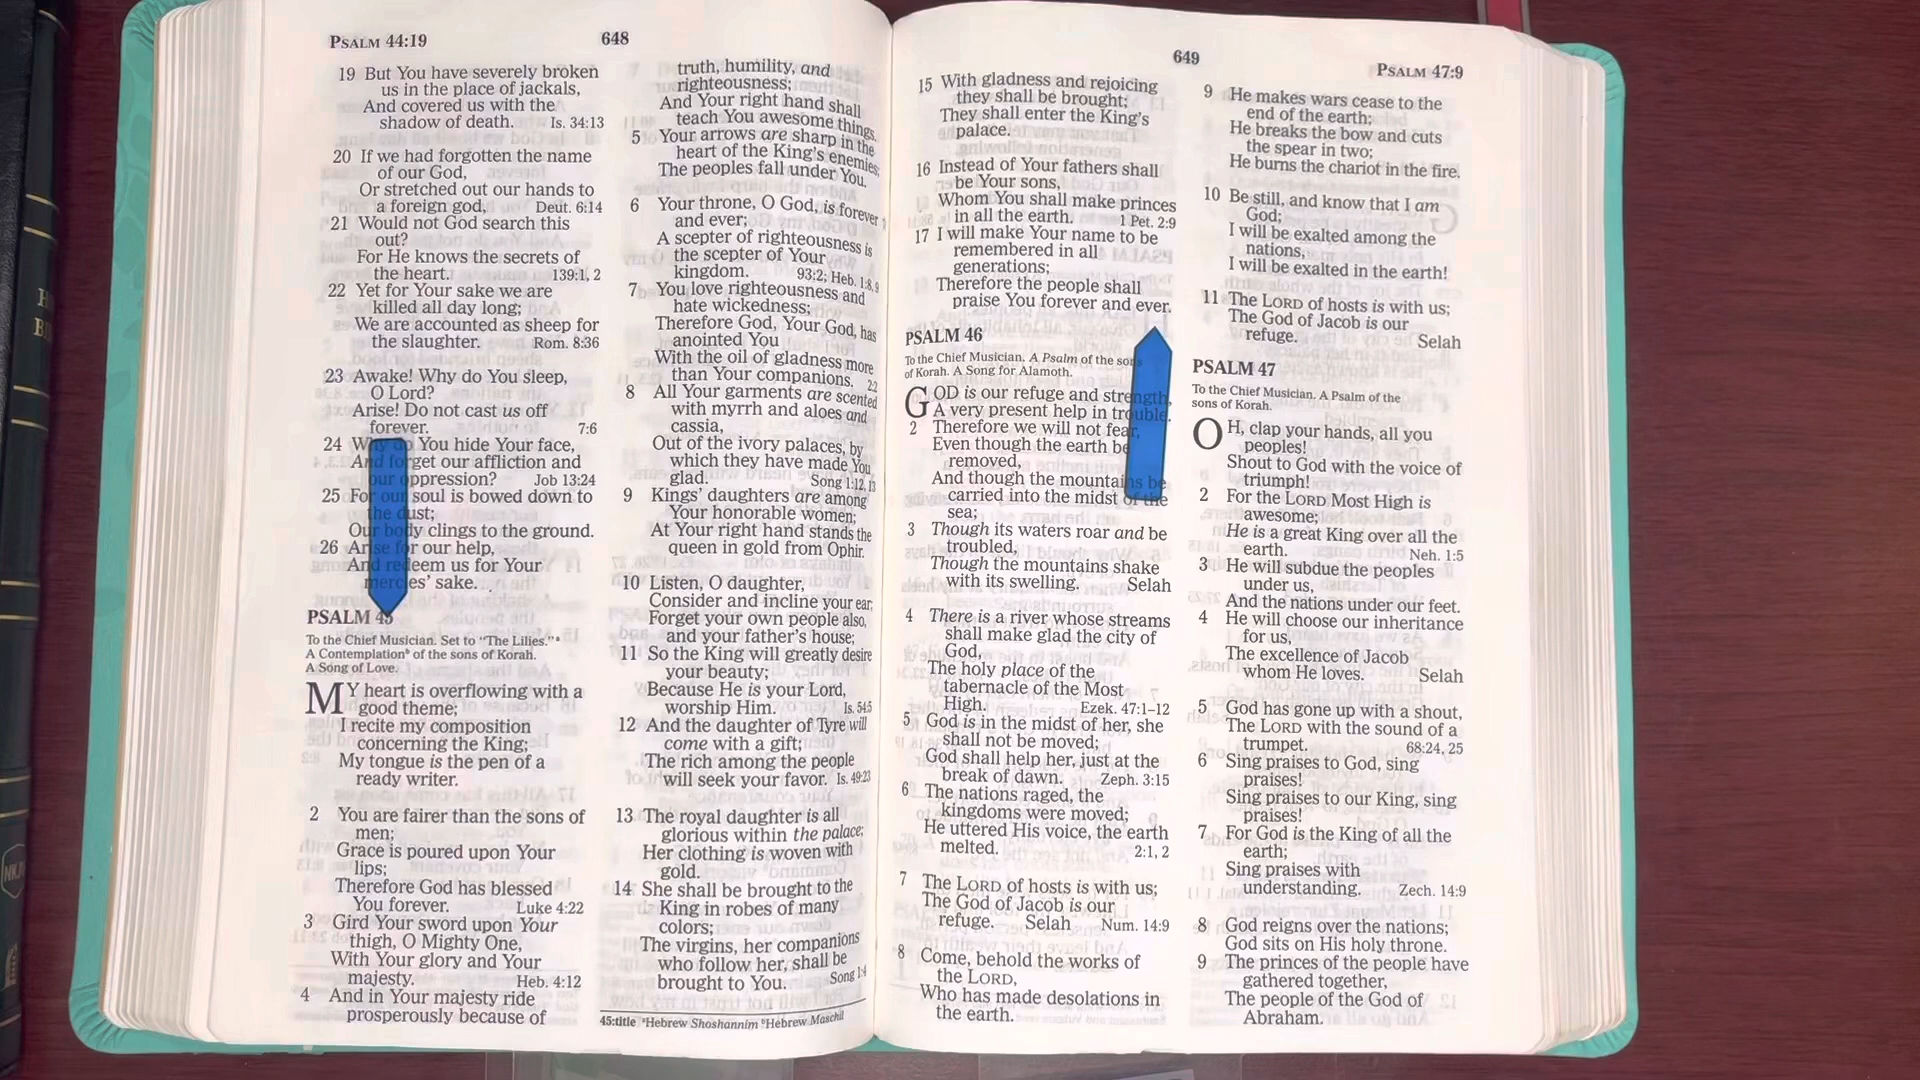 PSALM 44:19
648
19 But You have severely broken
us in the place of jackals,
And covered us with the
shadow of death. Is. 34:13
20 If we had forgotten the name
of our God,
Or stretched out our hands to
a foreign god, Deut. 6:14
21 Would not God search this
out?
For He knows the secrets of
the heart. 139:1, 2
22 Yet for Your sake we are
killed all day long;
We are accounted as sheep for
the slaughter. Rom. 8:36
23 Awake! Why do You sleep,
O Lord?
Arise! Do not cast us off
forever. 7:6
24 Why do You hide Your face,
And forget our affliction and
our oppression? Job 13:24
25 For our soul is bowed down to
the dust;
Our body clings to the ground.
26 Arise for our help,
And redeem us for Your
mercies' sake.
PSALM 45
To the Chief Musician. Set to "The Lilies."a
A Contemplationb of the sons of Korah.
A Song of Love.
MY heart is overflowing with a
good theme;
I recite my composition
concerning the King;
My tongue is the pen of a
ready writer.
2 You are fairer than the sons of
men;
Grace is poured upon Your
lips;
Therefore God has blessed
You forever. Luke 4:22
3 Gird Your sword upon Your
thigh, O Mighty One,
With Your glory and Your
majesty. Heb. 4:12
4 And in Your majesty ride
prosperously because of
truth, humility, and
righteousness;
And Your right hand shall
teach You awesome things.
5 Your arrows are sharp in the
heart of the King's enemies;
The peoples fall under You.
6 Your throne, O God, is forever
and ever;
A scepter of righteousness is
the scepter of Your
kingdom. 93:2; Heb. 1:8, 9
7 You love righteousness and
hate wickedness;
Therefore God, Your God, has
anointed You
With the oil of gladness more
than Your companions. 2:2
8 All Your garments are scented
with myrrh and aloes and
cassia,
Out of the ivory palaces, by
which they have made You
glad. Song 1:12, 13
9 Kings' daughters are among
Your honorable women;
At Your right hand stands the
queen in gold from Ophir.
10 Listen, O daughter,
Consider and incline your ear;
Forget your own people also,
and your father's house;
11 So the King will greatly desire
your beauty;
Because He is your Lord,
worship Him. Is. 54:5
12 And the daughter of Tyre will
come with a gift;
The rich among the people
will seek your favor. Is. 49:23
13 The royal daughter is all
glorious within the palace;
Her clothing is woven with
gold.
14 She shall be brought to the
King in robes of many
colors;
The virgins, her companions
who follow her, shall be
brought to You. Song 1:4
45:title aHebrew Shoshannim bHebrew Maschil
649
PSALM 47:9
15 With gladness and rejoicing
they shall be brought;
They shall enter the King's
palace.
16 Instead of Your fathers shall
be Your sons,
Whom You shall make princes
in all the earth. 1 Pet. 2:9
17 I will make Your name to be
remembered in all
generations;
Therefore the people shall
praise You forever and ever.
PSALM 46
To the Chief Musician. A Psalm of the sons
of Korah. A Song for Alamoth.
GOD is our refuge and strength,
A very present help in trouble.
2 Therefore we will not fear,
Even though the earth be
removed,
And though the mountains be
carried into the midst of the
sea;
3 Though its waters roar and be
troubled,
Though the mountains shake
with its swelling. Selah
4 There is a river whose streams
shall make glad the city of
God,
The holy place of the
tabernacle of the Most
High. Ezek. 47:1–12
5 God is in the midst of her, she
shall not be moved;
God shall help her, just at the
break of dawn. Zeph. 3:15
6 The nations raged, the
kingdoms were moved;
He uttered His voice, the earth
melted. 2:1, 2
7 The LORD of hosts is with us;
The God of Jacob is our
refuge. Selah Num. 14:9
8 Come, behold the works of
the LORD,
Who has made desolations in
the earth.
9 He makes wars cease to the
end of the earth;
He breaks the bow and cuts
the spear in two;
He burns the chariot in the fire.
10 Be still, and know that I am
God;
I will be exalted among the
nations,
I will be exalted in the earth!
11 The LORD of hosts is with us;
The God of Jacob is our
refuge. Selah
PSALM 47
To the Chief Musician. A Psalm of the
sons of Korah.
OH, clap your hands, all you
peoples!
Shout to God with the voice of
triumph!
2 For the LORD Most High is
awesome;
He is a great King over all the
earth. Neh. 1:5
3 He will subdue the peoples
under us,
And the nations under our feet.
4 He will choose our inheritance
for us,
The excellence of Jacob
whom He loves. Selah
5 God has gone up with a shout,
The LORD with the sound of a
trumpet. 68:24, 25
6 Sing praises to God, sing
praises!
Sing praises to our King, sing
praises!
7 For God is the King of all the
earth;
Sing praises with
understanding. Zech. 14:9
8 God reigns over the nations;
God sits on His holy throne.
9 The princes of the people have
gathered together,
The people of the God of
Abraham.
NKJV